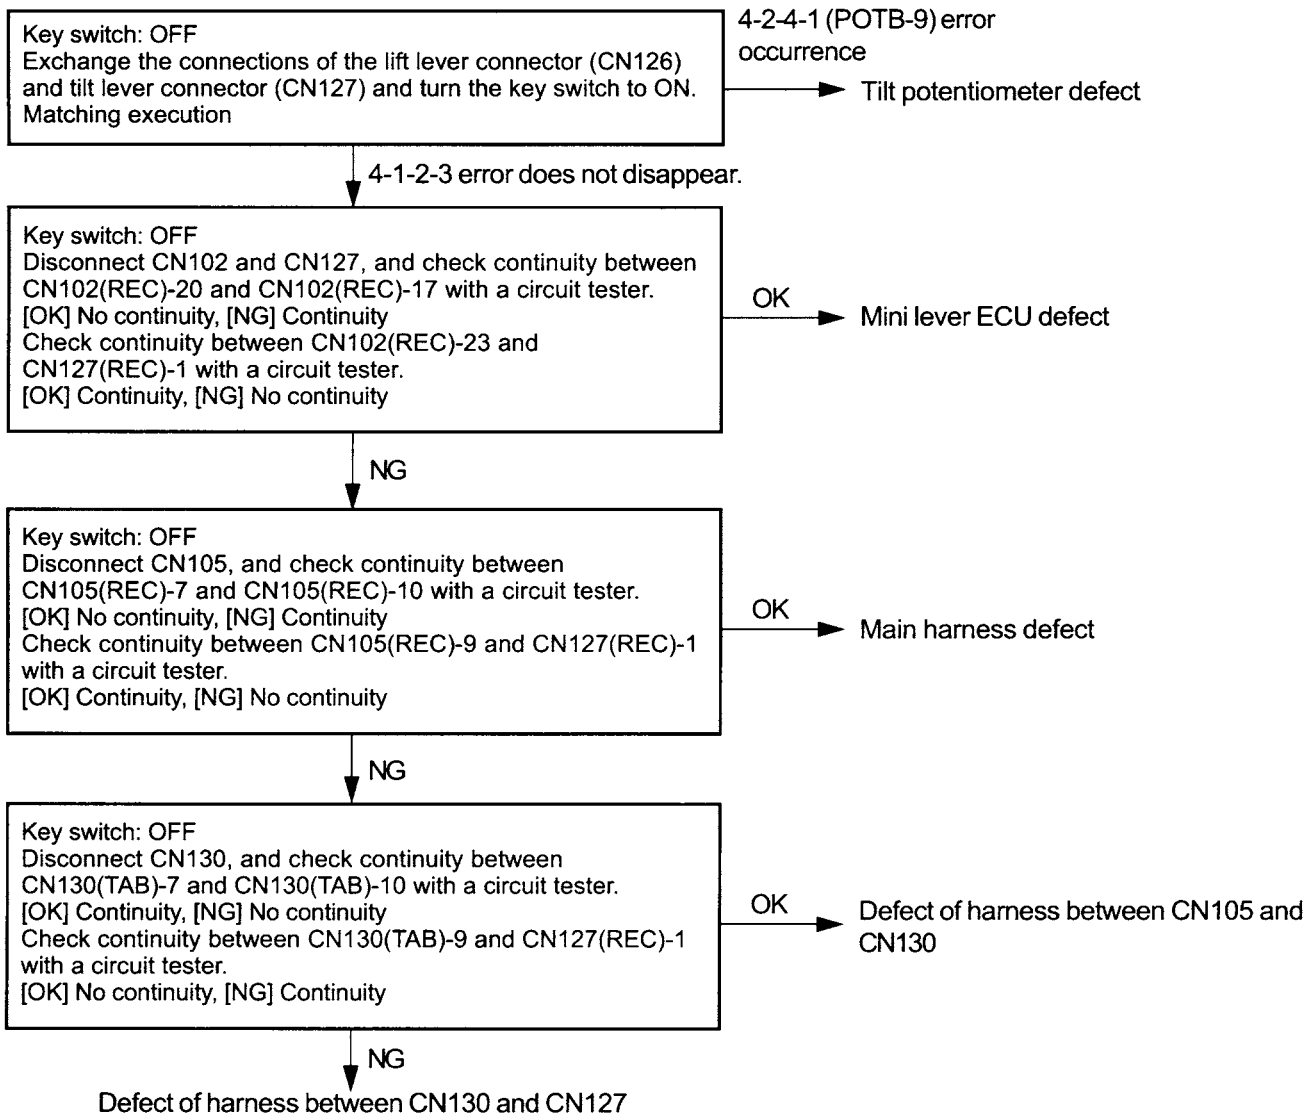 Key switch: OFF
Exchange the connections of the lift lever connector (CN126)
and tilt lever connector (CN127) and turn the key switch to ON.
Matching execution
4-2-4-1 (POTB-9) error
occurrence
Tilt potentiometer defect
4-1-2-3 error does not disappear.
Key switch: OFF
Disconnect CN102 and CN127, and check continuity between
CN102(REC)-20 and CN102(REC)-17 with a circuit tester.
[OK] No continuity, [NG] Continuity
Check continuity between CN102(REC)-23 and
CN127(REC)-1 with a circuit tester.
[OK] Continuity, [NG] No continuity
OK
Mini lever ECU defect
NG
Key switch: OFF
Disconnect CN105, and check continuity between
CN105(REC)-7 and CN105(REC)-10 with a circuit tester.
[OK] No continuity, [NG] Continuity
Check continuity between CN105(REC)-9 and CN127(REC)-1
with a circuit tester.
[OK] Continuity, [NG] No continuity
OK
Main harness defect
NG
Key switch: OFF
Disconnect CN130, and check continuity between
CN130(TAB)-7 and CN130(TAB)-10 with a circuit tester.
[OK] Continuity, [NG] No continuity
Check continuity between CN130(TAB)-9 and CN127(REC)-1
with a circuit tester.
[OK] No continuity, [NG] Continuity
OK
Defect of harness between CN105 and
CN130
NG
Defect of harness between CN130 and CN127